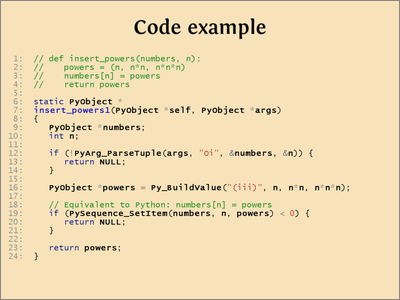 Code example
1: // def insert_powers(numbers, n):
2: //    powers = (n, n*n, n*n*n)
3: //    numbers[n] = powers
4: //    return powers
5:
6: static PyObject *
7: insert_powers1(PyObject *self, PyObject *args)
8: {
9:    PyObject *numbers;
10:    int n;
11:
12:    if (!PyArg_ParseTuple(args, "Oi", &numbers, &n)) {
13:       return NULL;
14:    }
15:
16:    PyObject *powers = Py_BuildValue("(iii)", n, n*n, n*n*n);
17:
18:    // Equivalent to Python: numbers[n] = powers
19:    if (PySequence_SetItem(numbers, n, powers) < 0) {
20:       return NULL;
21:    }
22:
23:    return powers;
24: }